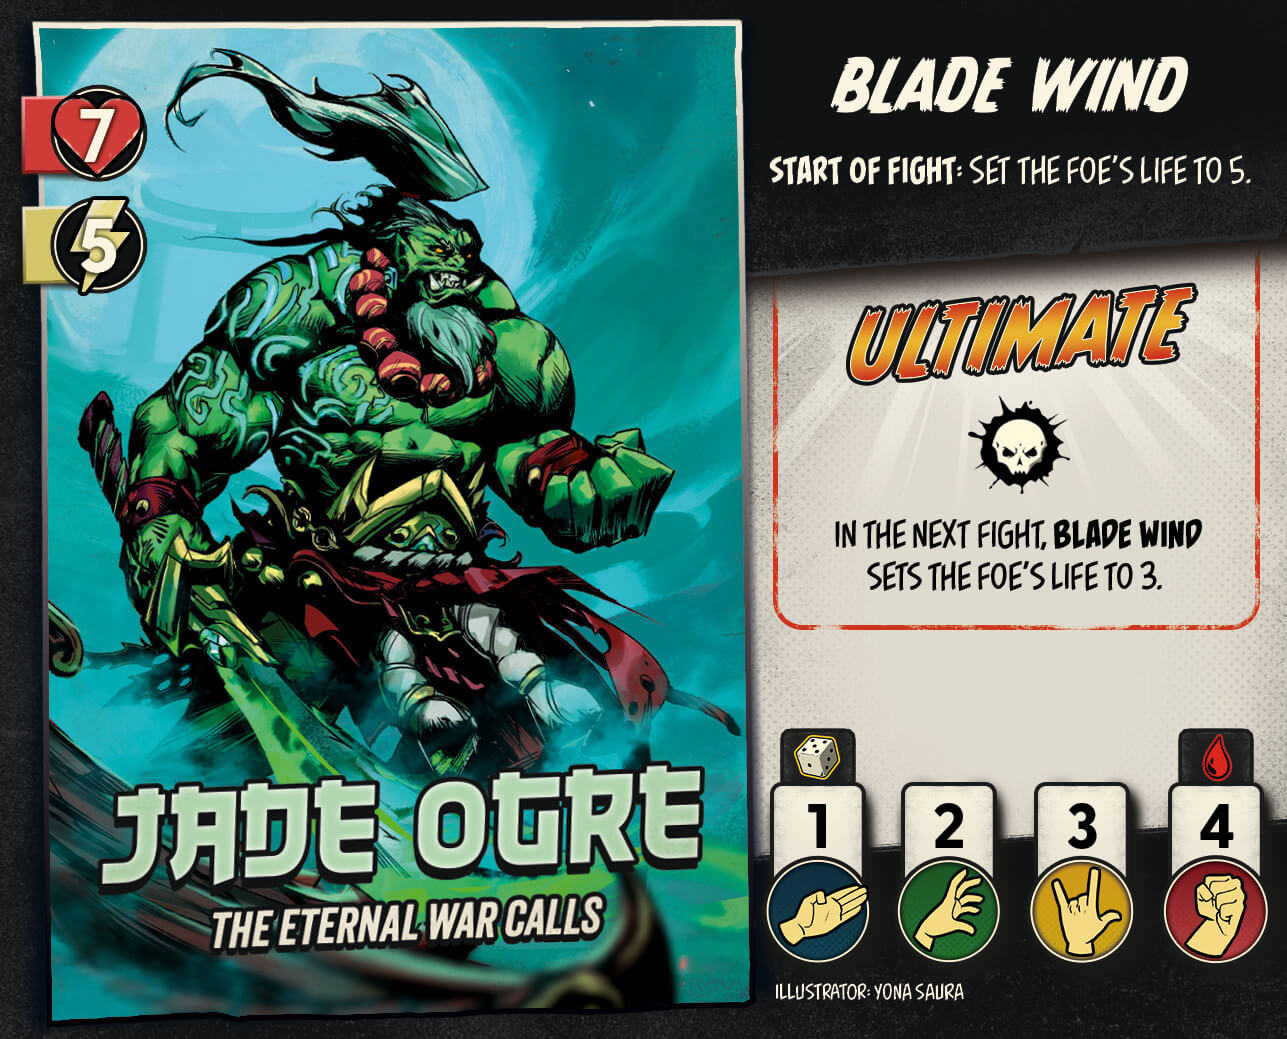 7
5
JADE OGRE
THE ETERNAL WAR CALLS
BLADE WIND
START OF FIGHT: SET THE FOE'S LIFE TO 5.
ULTIMATE
IN THE NEXT FIGHT, BLADE WIND
SETS THE FOE'S LIFE TO 3.
1 2 3 4
ILLUSTRATOR: YONA SAURA